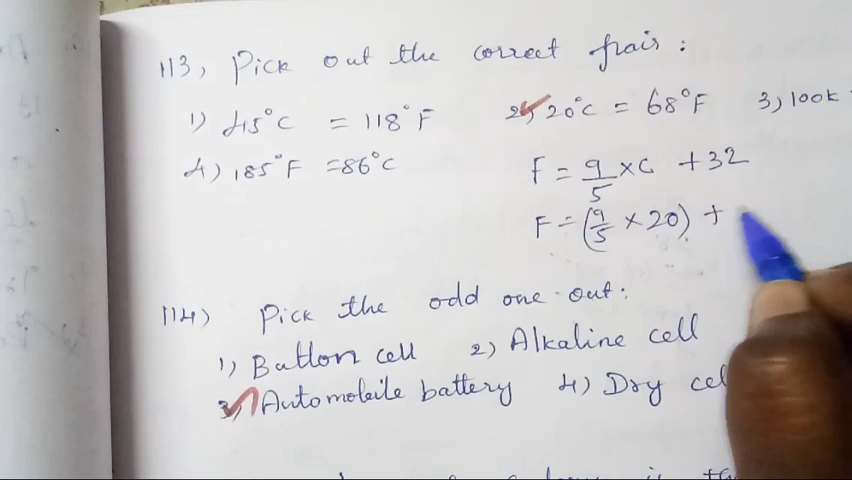 113, Pick out the correct pair:
1) 45°C = 118°F 2) 20°C = 68°F 3, 100k
4) 185°F = 86°C
F = 9/5 × C + 32
F = (9/5 × 20) +
114) Pick the odd one out:
1) Button cell 2) Alkaline cell
3) Automobile battery 4) Dry cel